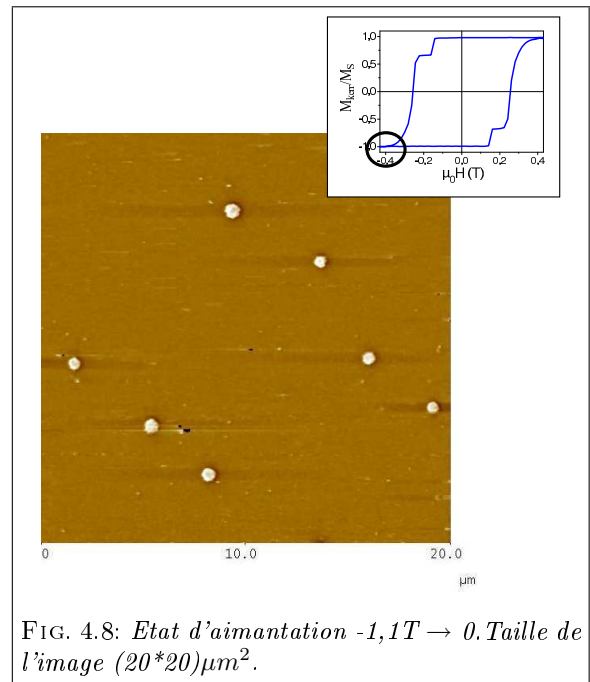 1,0
0,5
0,0
-0,5
-1,0
M_kerr/M_S
-0,4 -0,2 0,0 0,2 0,4
μ₀H (T)
0 10.0 20.0
μm
FIG. 4.8: Etat d'aimantation -1,1T → 0. Taille de
l'image (20*20)μm².